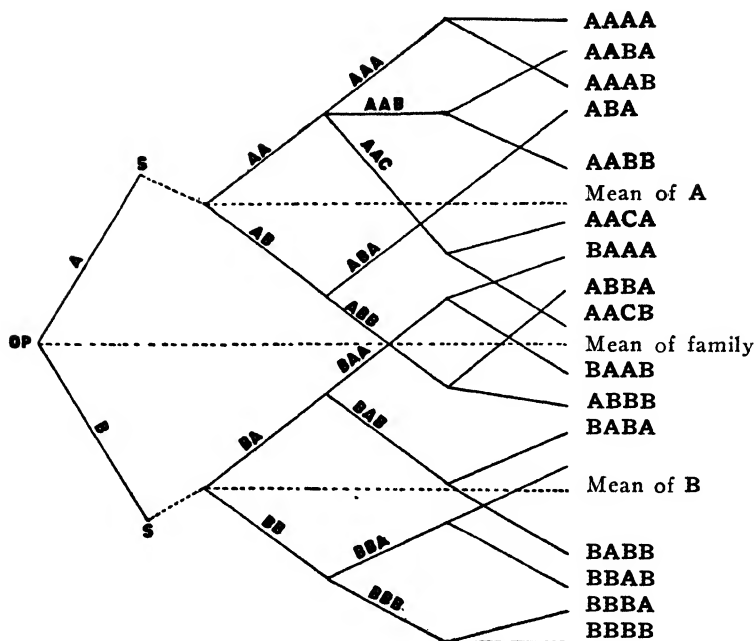 AAAA
AABA
AAAB
ABA
AABB
Mean of A
AACA
BAAA
ABBA
AACB
Mean of family
BAAB
ABBB
BABA
Mean of B
BABB
BBAB
BBBA
BBBB
AAA
AAB
AAC
AA
S
AB
ABA
ABB
A
OP
BAA
B
BA
BAB
S
BB
BBA
BBB